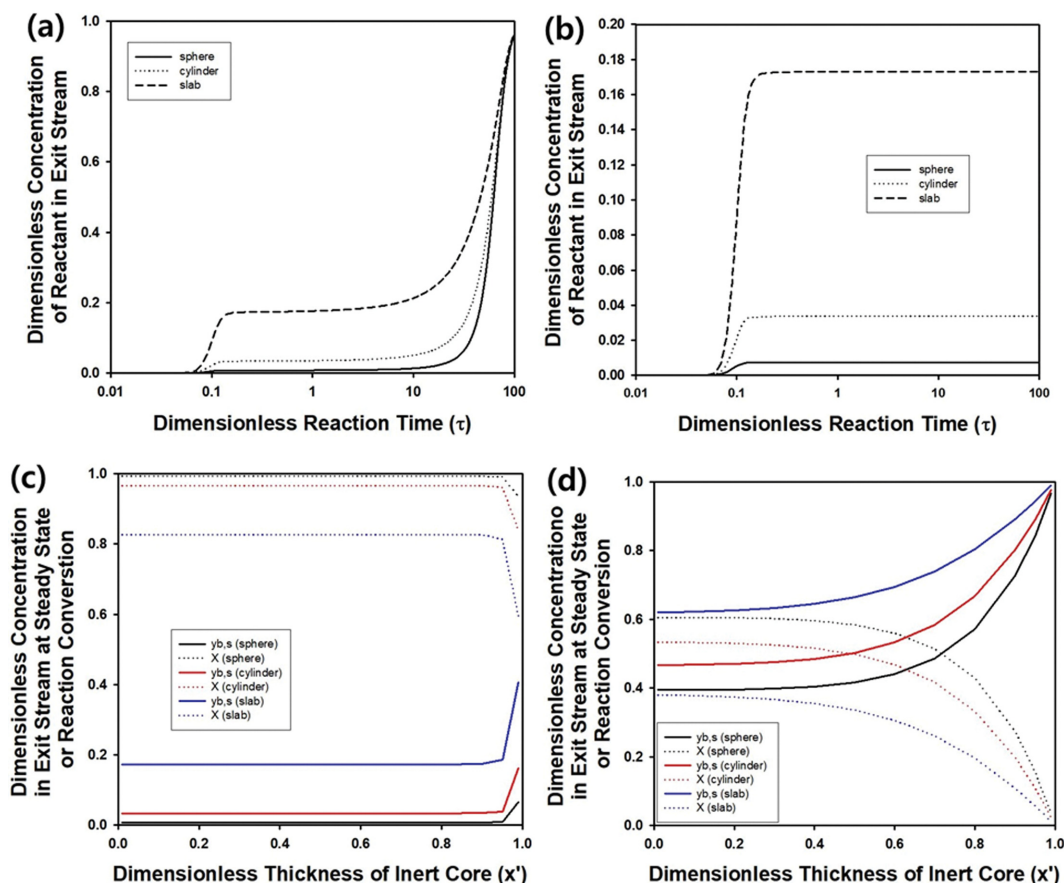 (a)
Dimensionless Concentration
of Reactant in Exit Stream
1.0
0.8
0.6
0.4
0.2
0.0
sphere
cylinder
slab
0.01
0.1
1
10
100
Dimensionless Reaction Time (τ)
(b)
Dimensionless Concentration
of Reactant in Exit Stream
0.20
0.18
0.16
0.14
0.12
0.10
0.08
0.06
0.04
0.02
0.00
sphere
cylinder
slab
0.01
0.1
1
10
100
Dimensionless Reaction Time (τ)
(c)
Dimensionless Concentration
in Exit Stream at Steady State
or Reaction Converstion
1.0
0.8
0.6
0.4
0.2
0.0
yb,s (sphere)
X (sphere)
yb,s (cylinder)
X (cylinder)
yb,s (slab)
X (slab)
0.0
0.2
0.4
0.6
0.8
1.0
Dimensionless Thickness of Inert Core (x')
(d)
Dimensionless Concentrationo
in Exit Stream at Steady State
or Reaction Conversion
1.0
0.8
0.6
0.4
0.2
0.0
yb,s (sphere)
X (sphere)
yb,s (cylinder)
X (cylinder)
yb,s (slab)
X (slab)
0.0
0.2
0.4
0.6
0.8
1.0
Dimensionless Thickness of Inert Core (x')